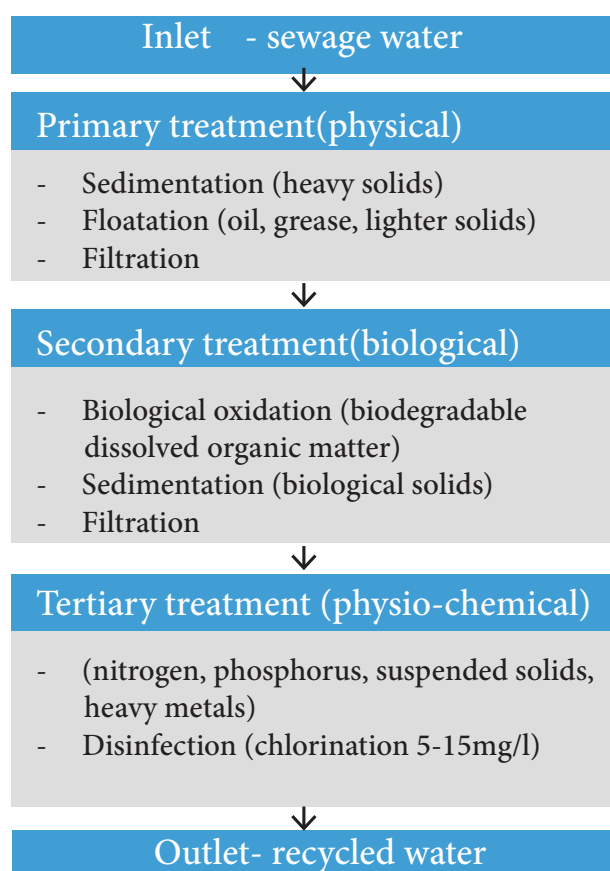 Inlet - sewage water
Primary treatment(physical)
- Sedimentation (heavy solids)
- Floatation (oil, grease, lighter solids)
- Filtration
Secondary treatment(biological)
- Biological oxidation (biodegradable
dissolved organic matter)
- Sedimentation (biological solids)
- Filtration
Tertiary treatment (physio-chemical)
- (nitrogen, phosphorus, suspended solids,
heavy metals)
- Disinfection (chlorination 5-15mg/l)
Outlet- recycled water